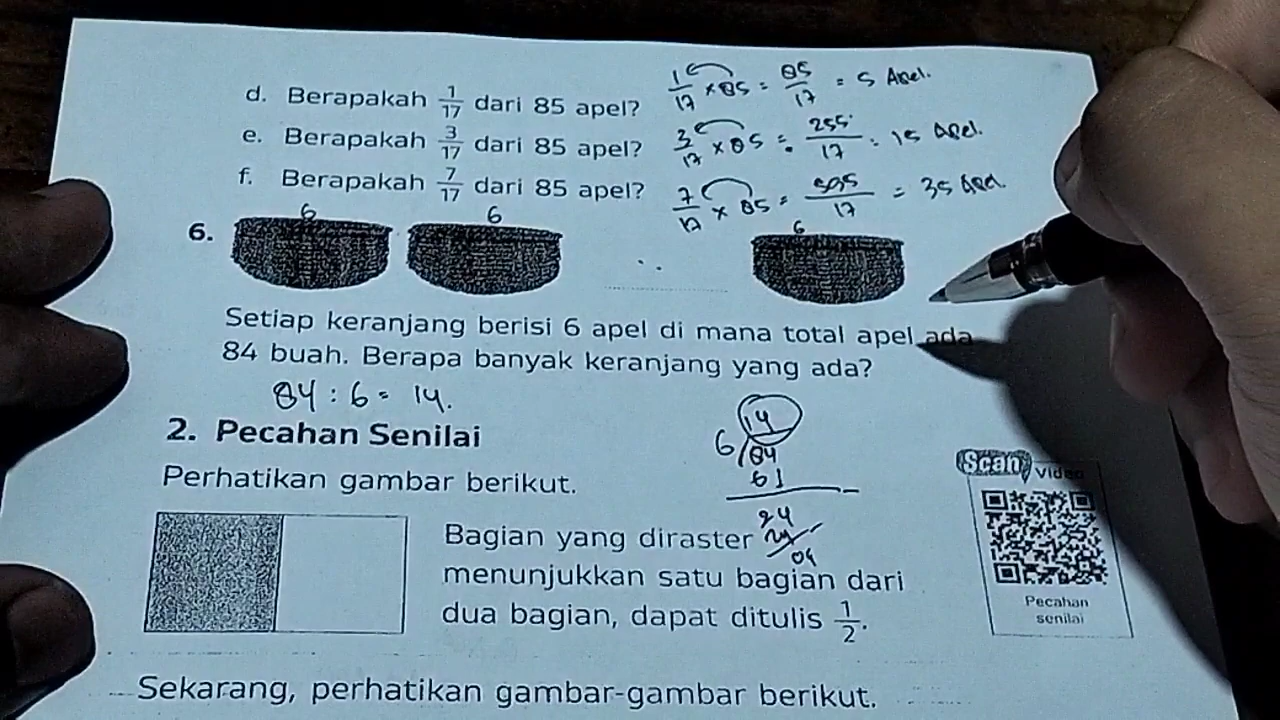 d. Berapakah 1/17 dari 85 apel? 1/17 × 85 = 85/17 = 5 Apel.
e. Berapakah 3/17 dari 85 apel? 3/17 × 85 = 255/17 = 15 Apel.
f. Berapakah 7/17 dari 85 apel? 7/17 × 85 = 595/17 = 35 Apel.
6. 6 6 6
Setiap keranjang berisi 6 apel di mana total apel ada
84 buah. Berapa banyak keranjang yang ada?
84 : 6 = 14.
14
6 84
6
24
24
2. Pecahan Senilai
Perhatikan gambar berikut.
Scan Video
Bagian yang diraster
menunjukkan satu bagian dari
dua bagian, dapat ditulis 1/2.
Pecahan
senilai
Sekarang, perhatikan gambar-gambar berikut.